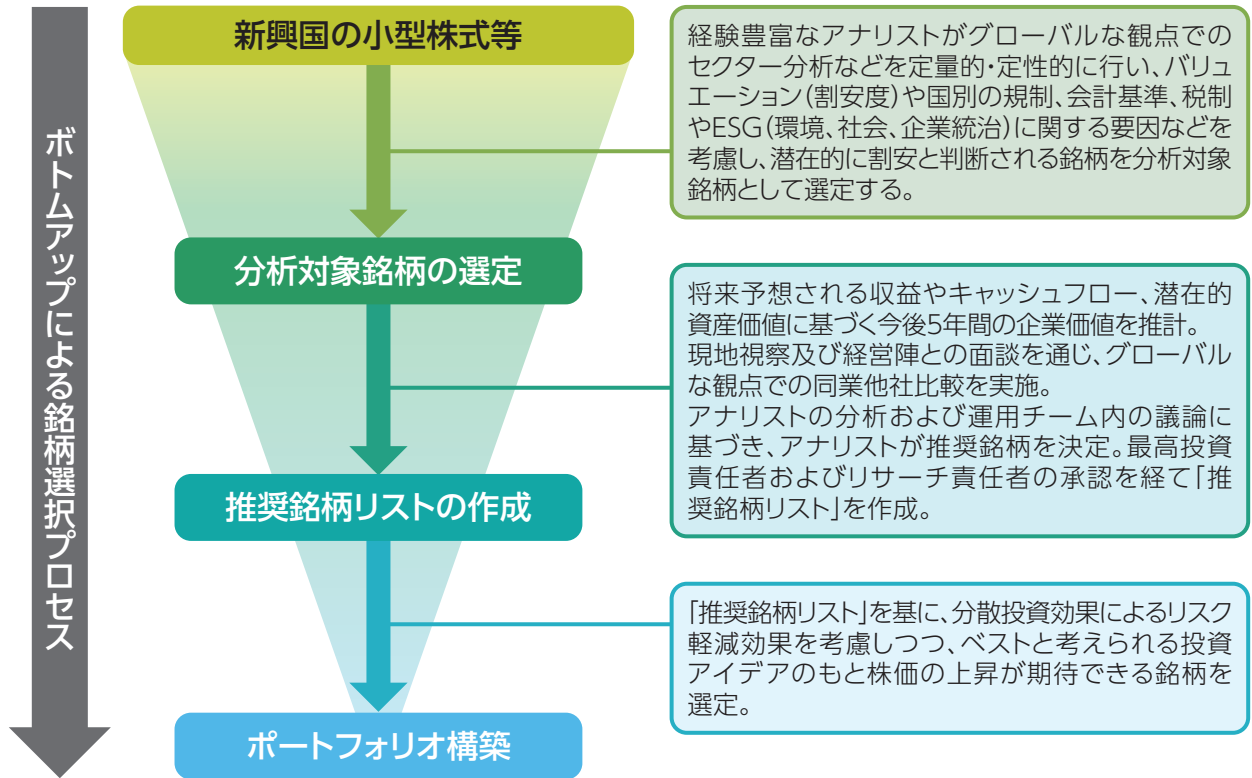 ボトムアップによる銘柄選択プロセス
新興国の小型株式等
経験豊富なアナリストがグローバルな観点での
セクター分析などを定量的・定性的に行い、バリュ
エーション(割安度)や国別の規制、会計基準、税制
やESG(環境、社会、企業統治)に関する要因などを
考慮し、潜在的に割安と判断される銘柄を分析対象
銘柄として選定する。
分析対象銘柄の選定
将来予想される収益やキャッシュフロー、潜在的
資産価値に基づく今後5年間の企業価値を推計。
現地視察及び経営陣との面談を通じ、グローバル
な観点での同業他社比較を実施。
アナリストの分析および運用チーム内の議論に
基づき、アナリストが推奨銘柄を決定。最高投資
責任者およびリサーチ責任者の承認を経て「推
奨銘柄リスト」を作成。
推奨銘柄リストの作成
「推奨銘柄リスト」を基に、分散投資効果によるリスク
軽減効果を考慮しつつ、ベストと考えられる投資
アイデアのもと株価の上昇が期待できる銘柄を
選定。
ポートフォリオ構築